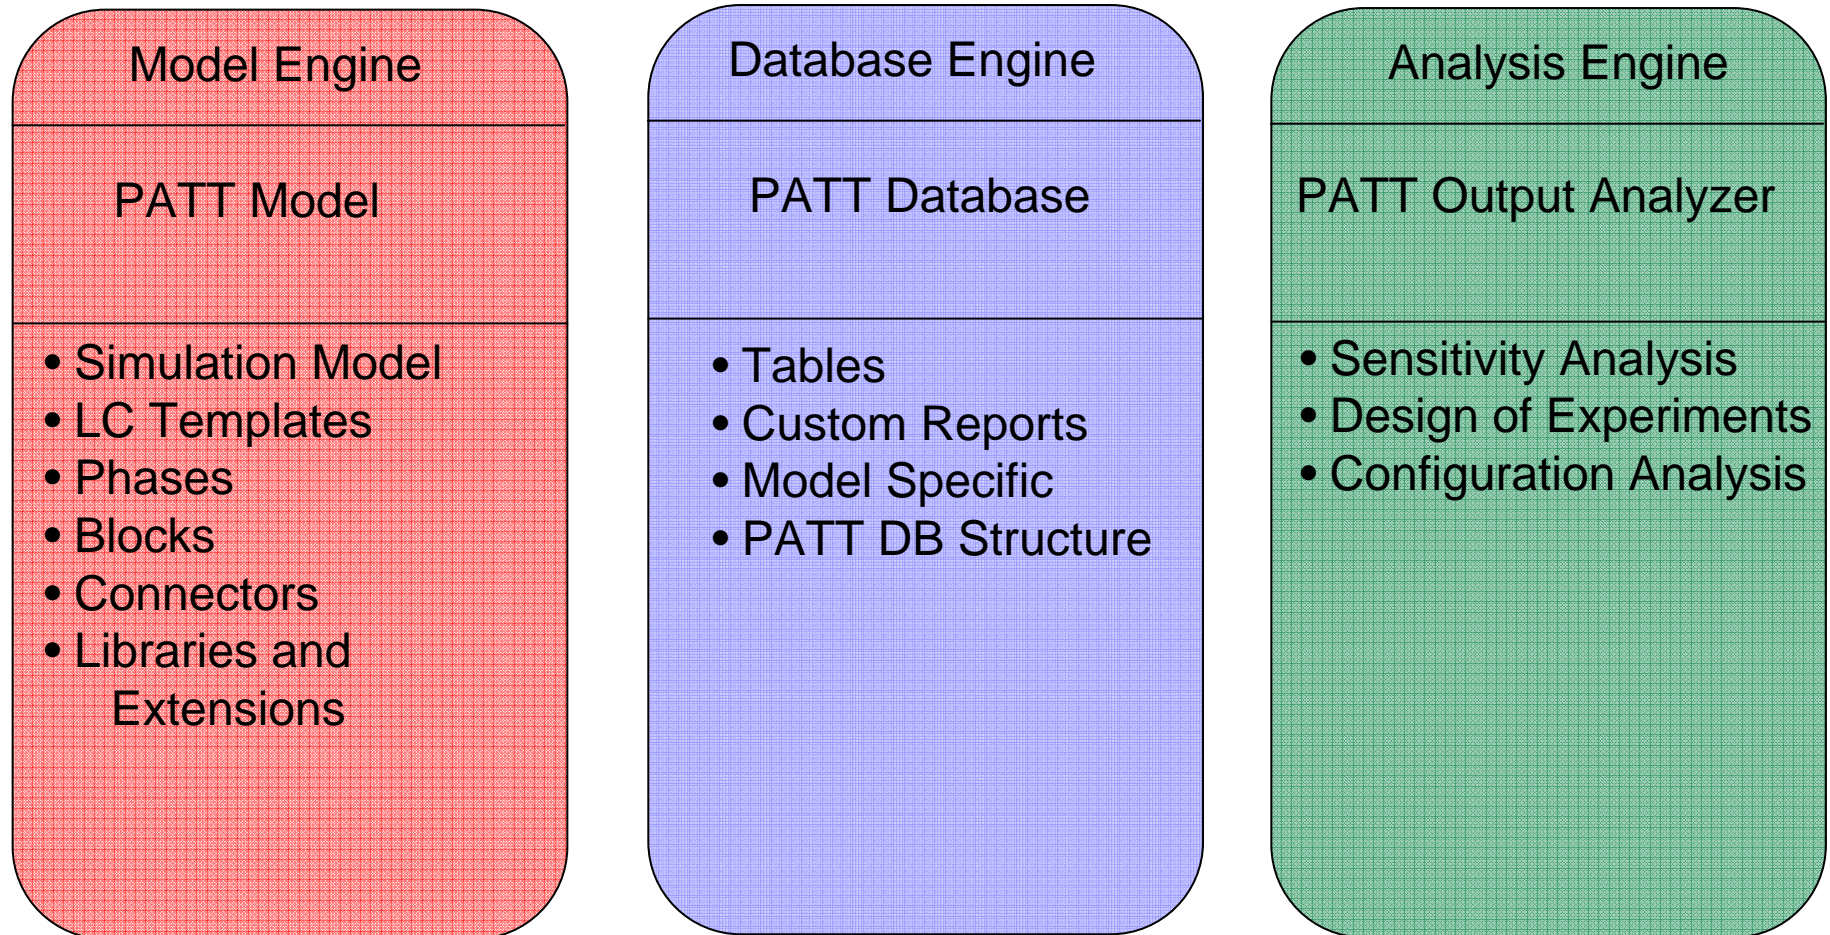 Model Engine
PATT Model
• Simulation Model
• LC Templates
• Phases
• Blocks
• Connectors
• Libraries and
Extensions
Database Engine
PATT Database
• Tables
• Custom Reports
• Model Specific
• PATT DB Structure
Analysis Engine
PATT Output Analyzer
• Sensitivity Analysis
• Design of Experiments
• Configuration Analysis